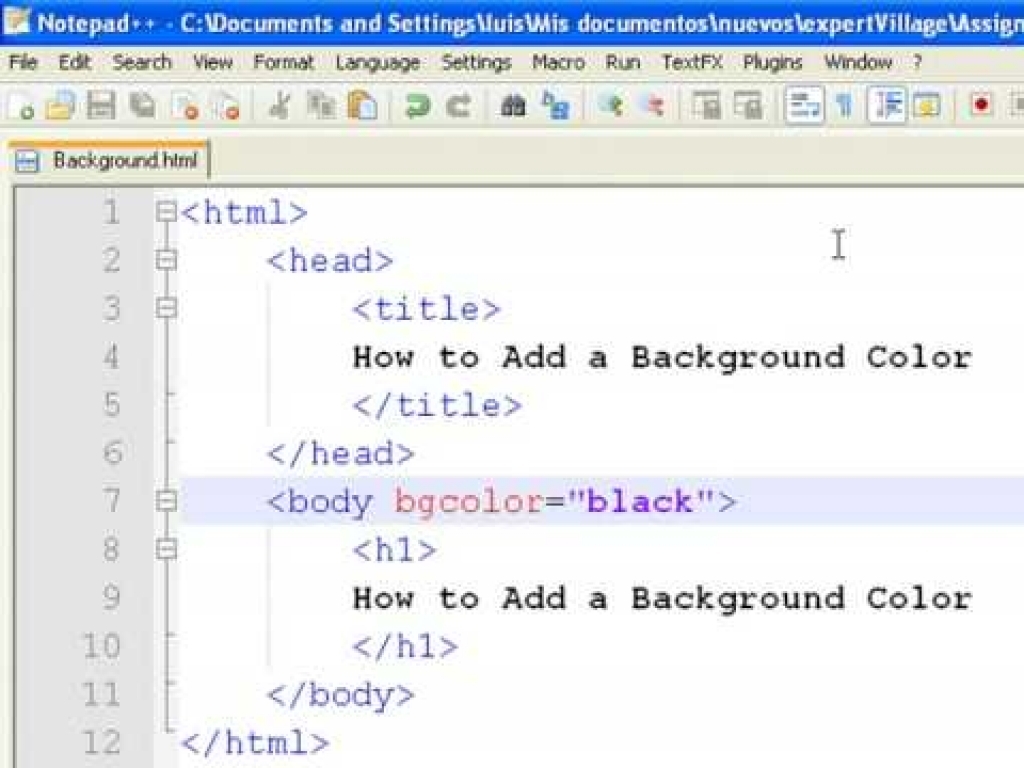 Notepad++ - C:\Documents and Settings\luis\Mis documentos\nuevos\expertVillage\Assign
File Edit Search View Format Language Settings Macro Run TextFX Plugins Window ?
Background.html
1 <html>
2 <head>
3 <title>
4 How to Add a Background Color
5 </title>
6 </head>
7 <body bgcolor="black">
8 <h1>
9 How to Add a Background Color
10 </h1>
11 </body>
12 </html>